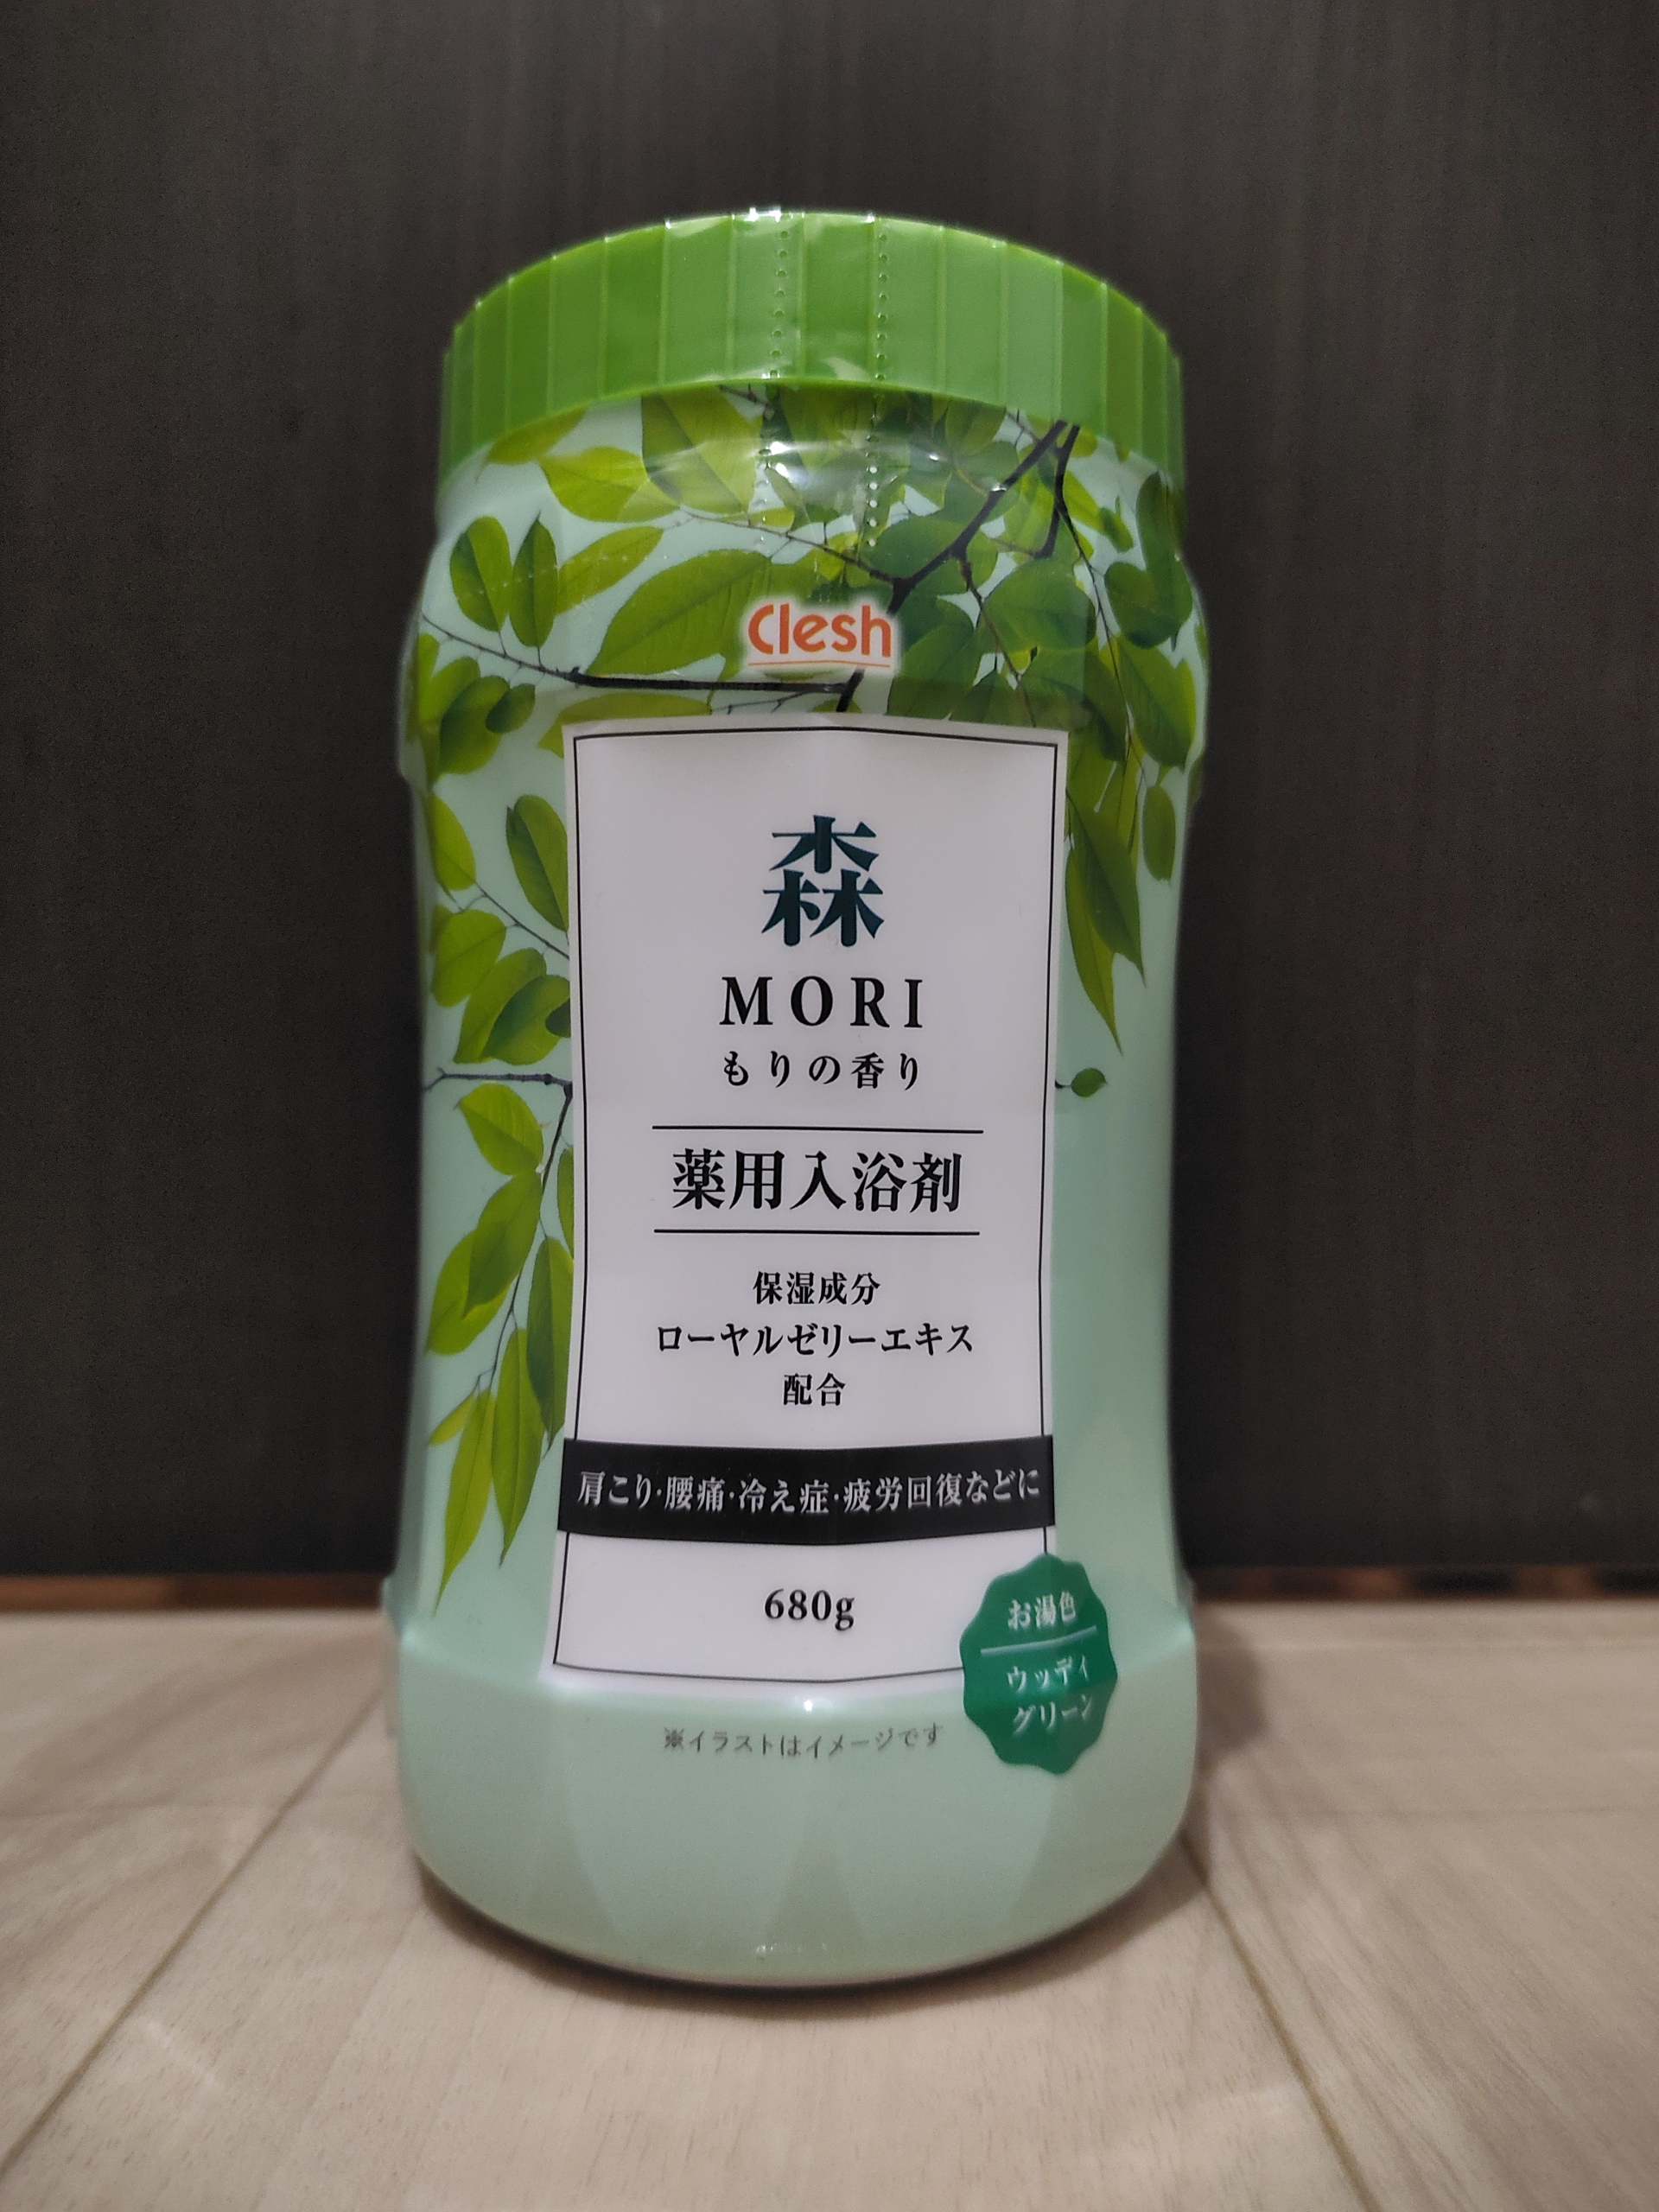 Clesh
森
MORI
もりの香り
薬用入浴剤
保湿成分
ローヤルゼリーエキス
配合
肩こり・腰痛・冷え症・疲労回復などに
680g
お湯色
ウッディ
グリーン
※イラストはイメージです